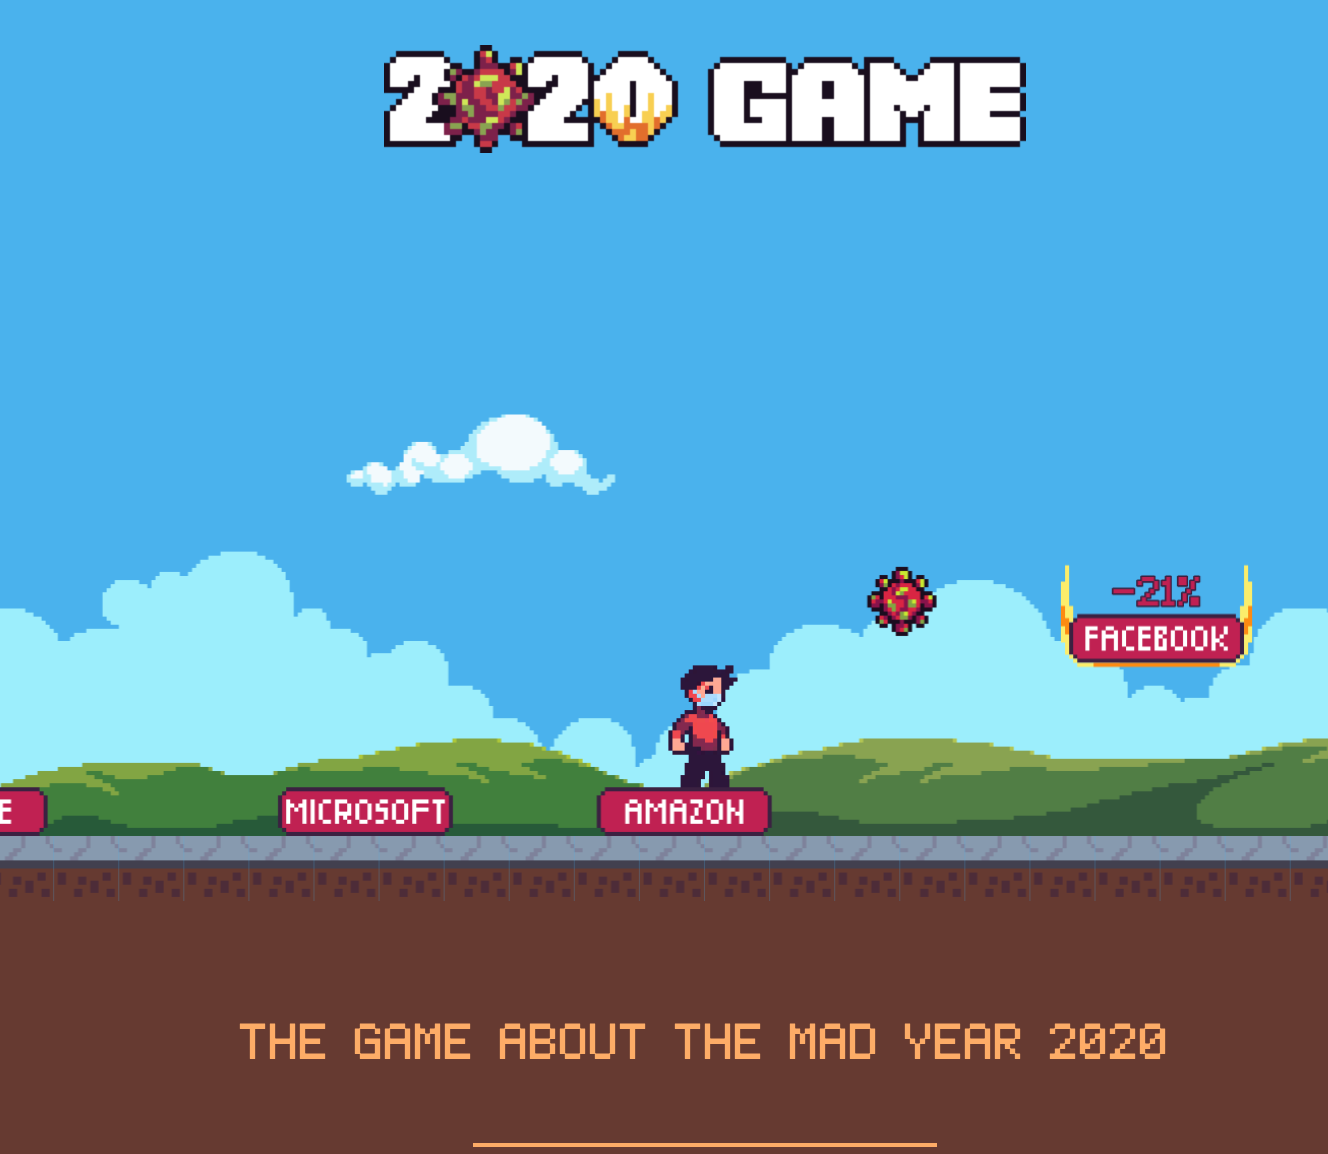 2020 GAME
-21%
FACEBOOK
E
MICROSOFT
AMAZON
THE GAME ABOUT THE MAD YEAR 2020